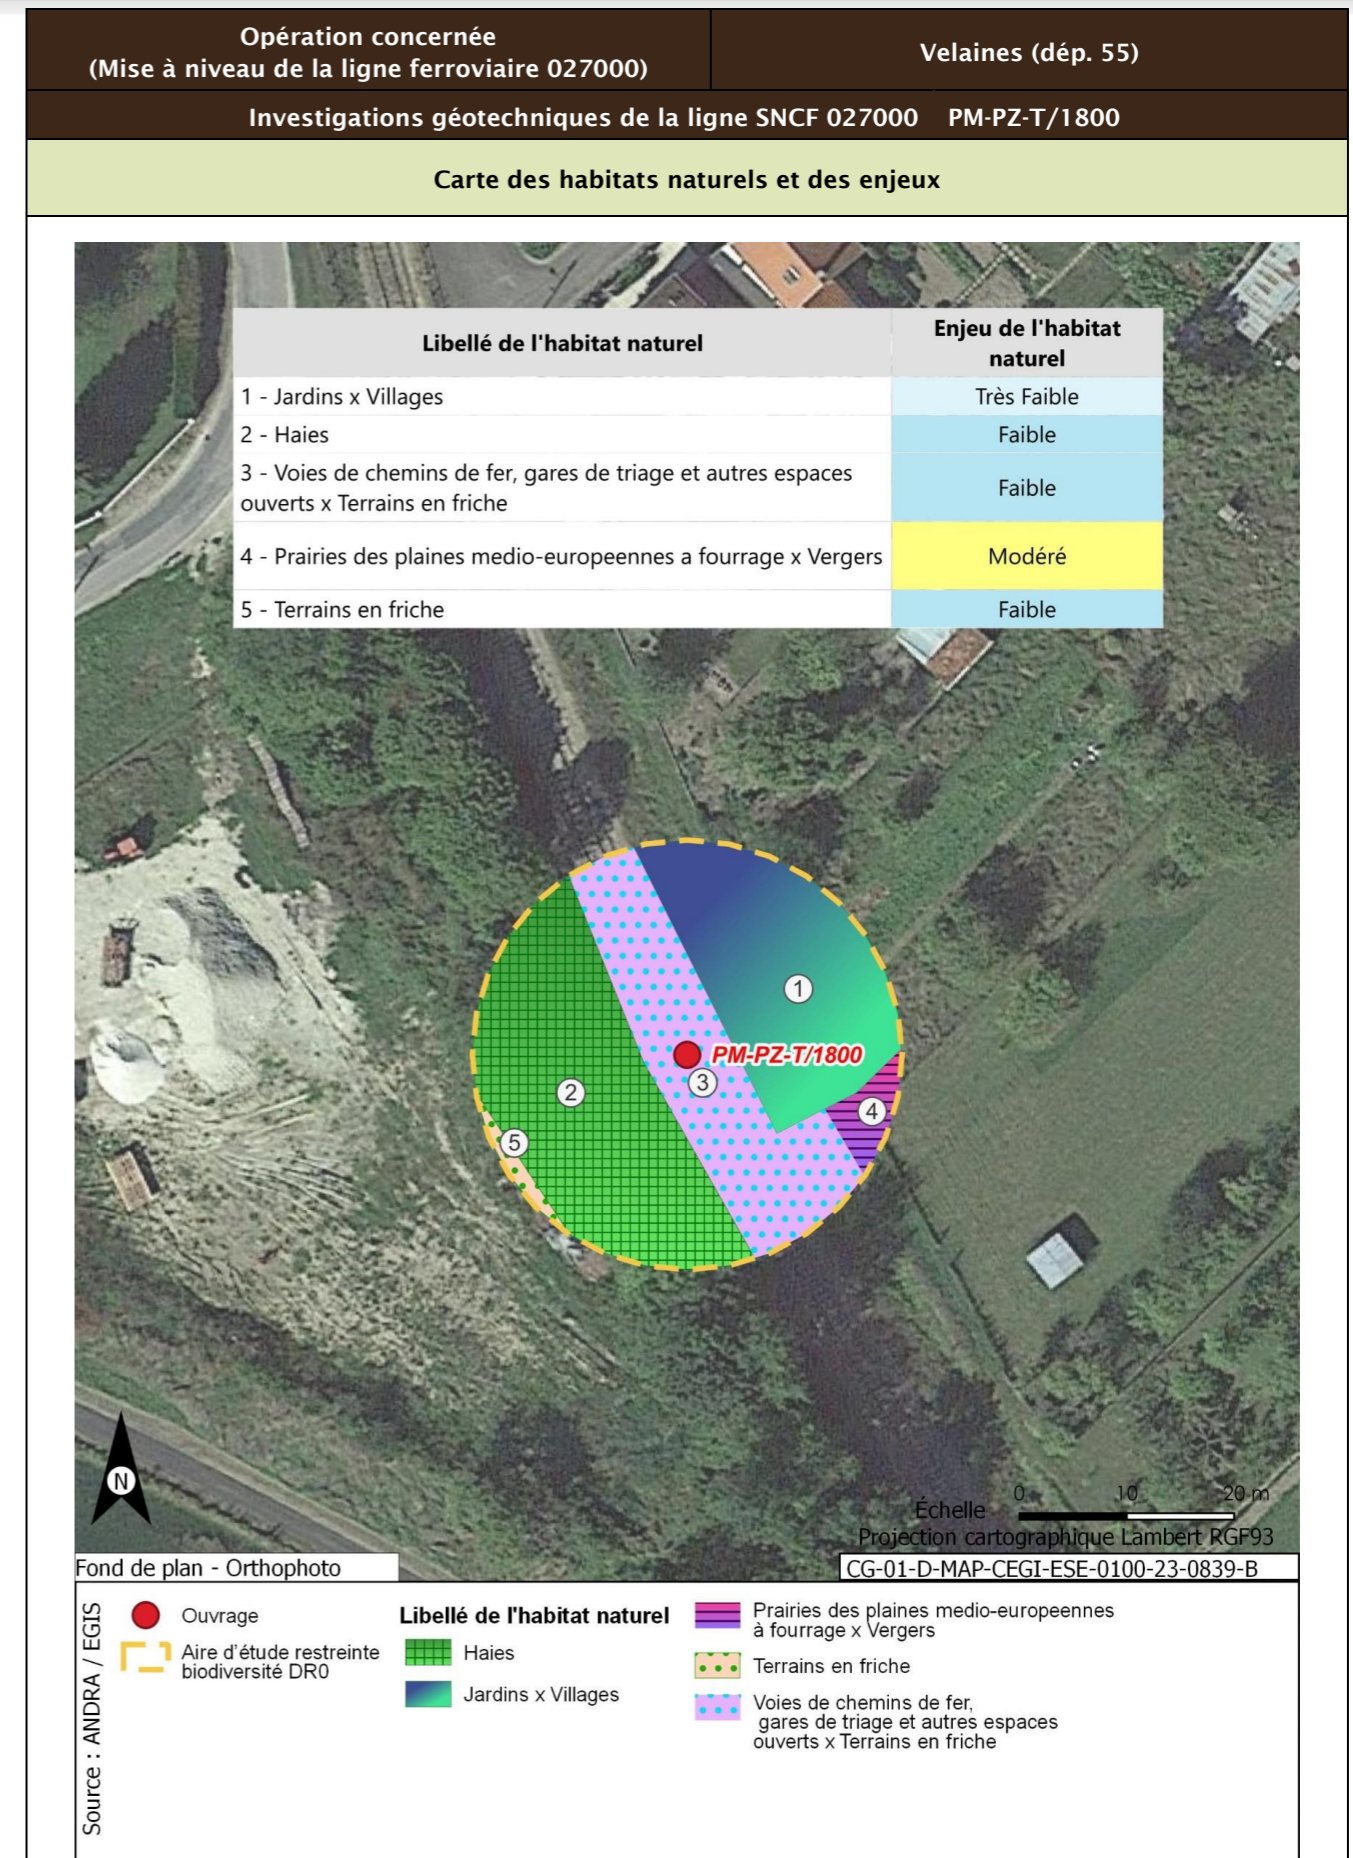 Opération concernée
(Mise à niveau de la ligne ferroviaire 027000)
Velaines (dép. 55)
Investigations géotechniques de la ligne SNCF 027000 PM-PZ-T/1800
Carte des habitats naturels et des enjeux
Libellé de l'habitat naturel
Enjeu de l'habitat
naturel
1 - Jardins x Villages
Très Faible
2 - Haies
Faible
3 - Voies de chemins de fer, gares de triage et autres espaces
ouverts x Terrains en friche
Faible
4 - Prairies des plaines medio-europeennes a fourrage x Vergers
Modéré
5 - Terrains en friche
Faible
1
PM-PZ-T/1800
3
2
4
5
N
Échelle
0 10 20 m
Projection cartographique Lambert RGF93
Fond de plan - Orthophoto
CG-01-D-MAP-CEGI-ESE-0100-23-0839-B
Source : ANDRA / EGIS
Ouvrage
Aire d'étude restreinte
biodiversité DR0
Libellé de l'habitat naturel
Haies
Jardins x Villages
Prairies des plaines medio-europeennes
à fourrage x Vergers
Terrains en friche
Voies de chemins de fer,
gares de triage et autres espaces
ouverts x Terrains en friche